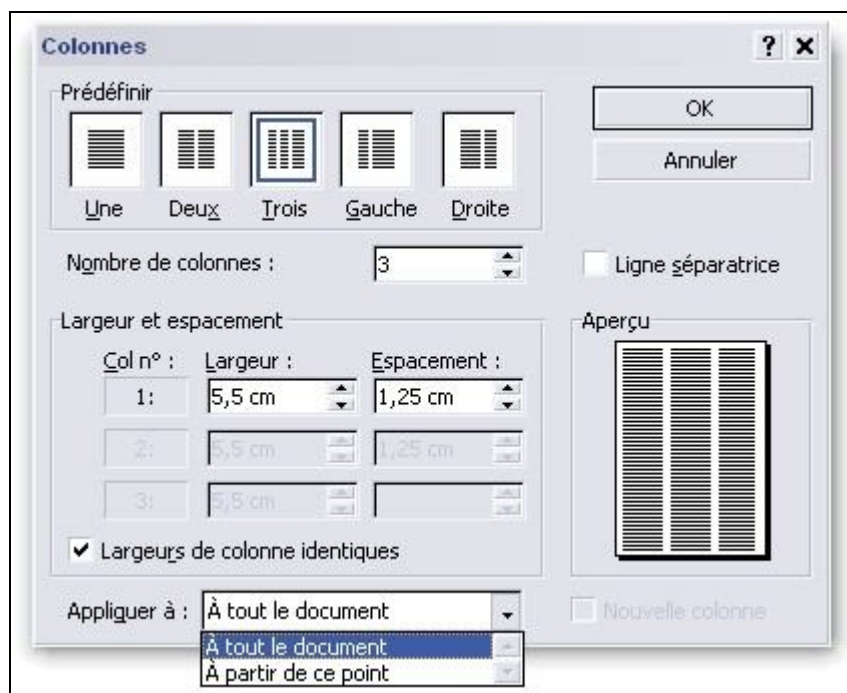 Colonnes
Prédéfinir
OK
Annuler
Une Deux Trois Gauche Droite
Nombre de colonnes : 3
Ligne séparatrice
Largeur et espacement
Aperçu
Col n° : Largeur : Espacement :
1: 5,5 cm 1,25 cm
2: 5,5 cm 1,25 cm
3: 5,5 cm
Largeurs de colonne identiques
Appliquer à : À tout le document
Nouvelle colonne
À tout le document
À partir de ce point